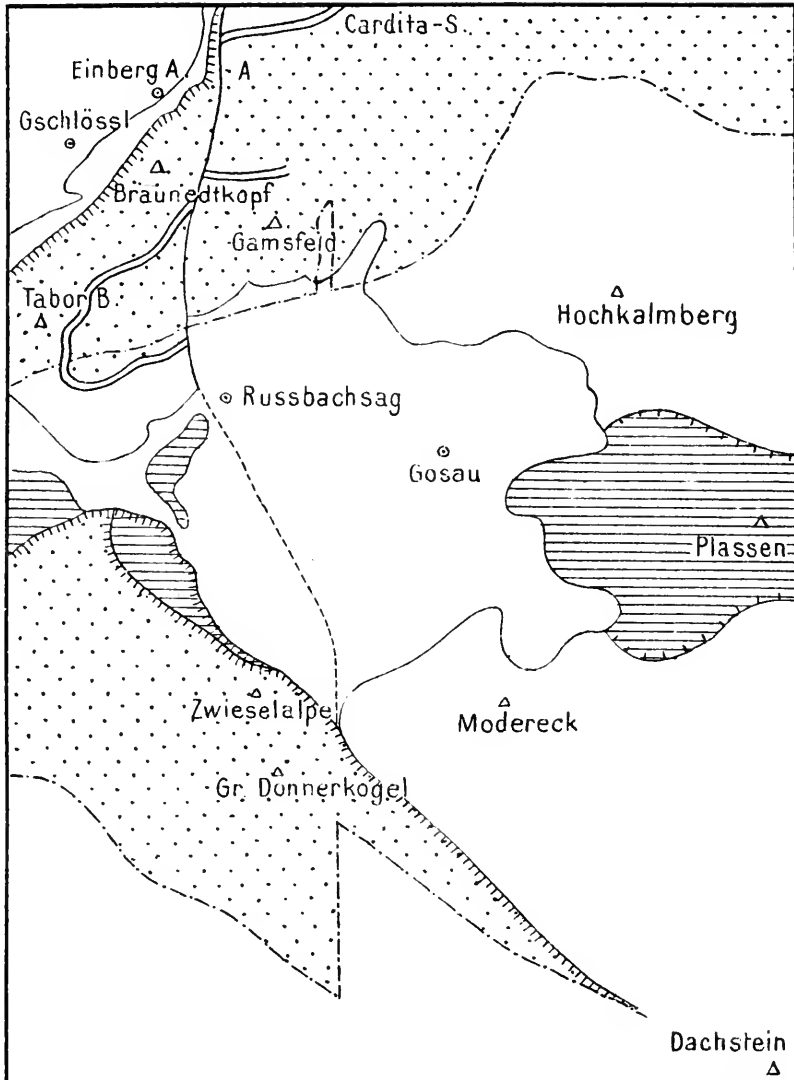 Cardita-S.
Einberg A.
A
Gschlössl
Braunedtkopf
Gamsfeld
Tabor B.
Hochkalmberg
Russbachsag
Gosau
Plassen
Zwieselalpe
Modereck
Gr. Donnerkogel
Dachstein